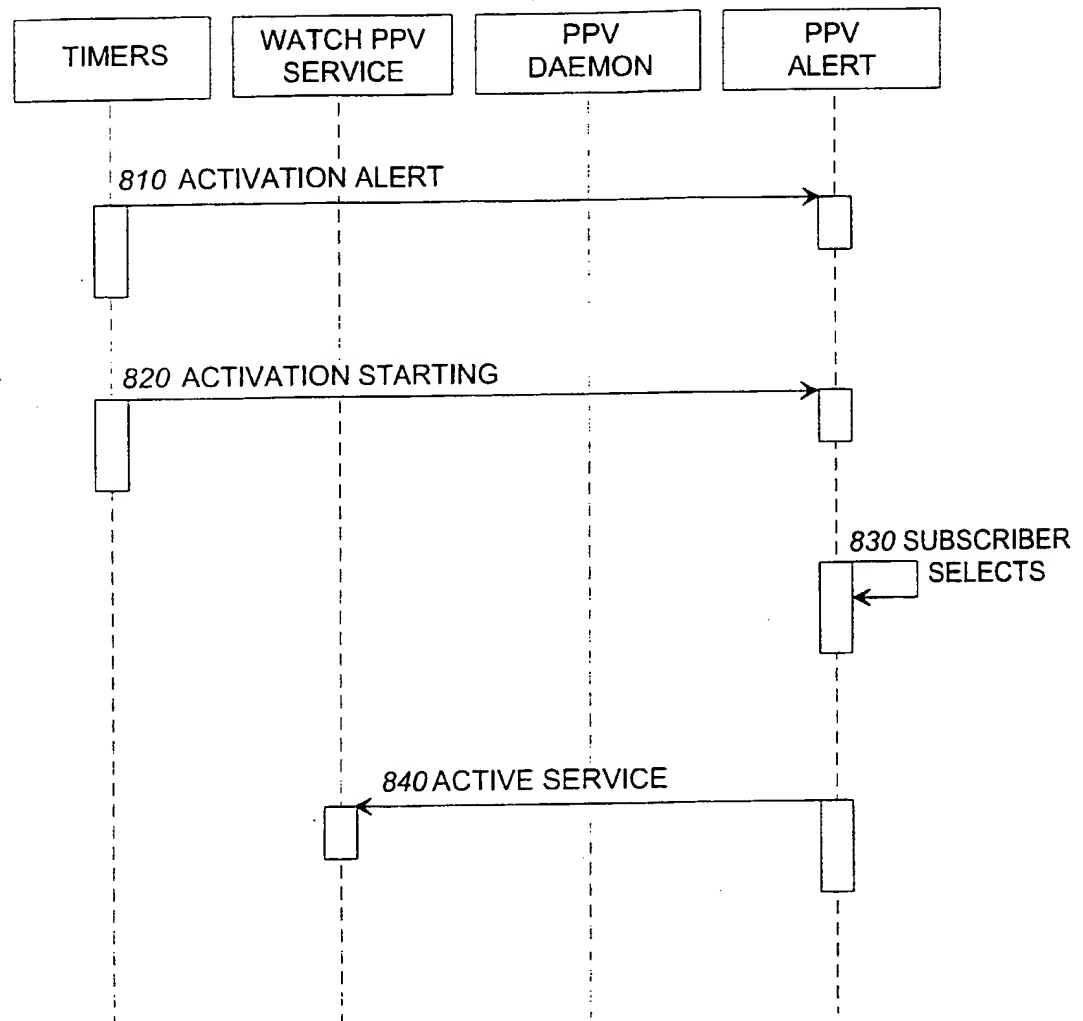 TIMERS
WATCH PPV
SERVICE
PPV
DAEMON
PPV
ALERT
810 ACTIVATION ALERT
820 ACTIVATION STARTING
830 SUBSCRIBER
SELECTS
840 ACTIVE SERVICE